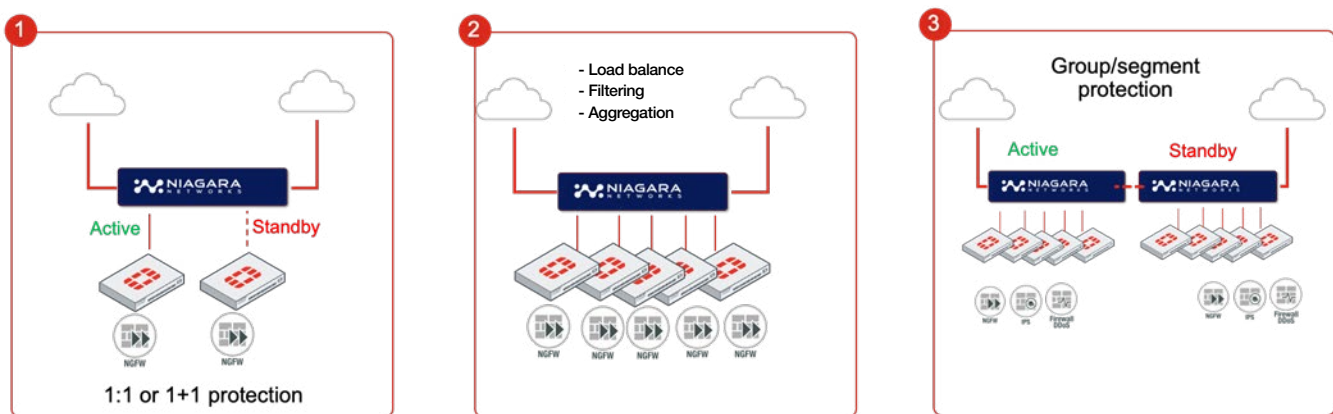 1
NIAGARA
NETWORKS
Active
Standby
NGFW
NGFW
1:1 or 1+1 protection
2
- Load balance
- Filtering
- Aggregation
NIAGARA
NETWORKS
NGFW
NGFW
NGFW
NGFW
NGFW
3
Group/segment
protection
Active
Standby
NIAGARA
NETWORKS
NIAGARA
NETWORKS
NGFW
IPS
Firewall
DDoS
NGFW
IPS
Firewall
DDoS